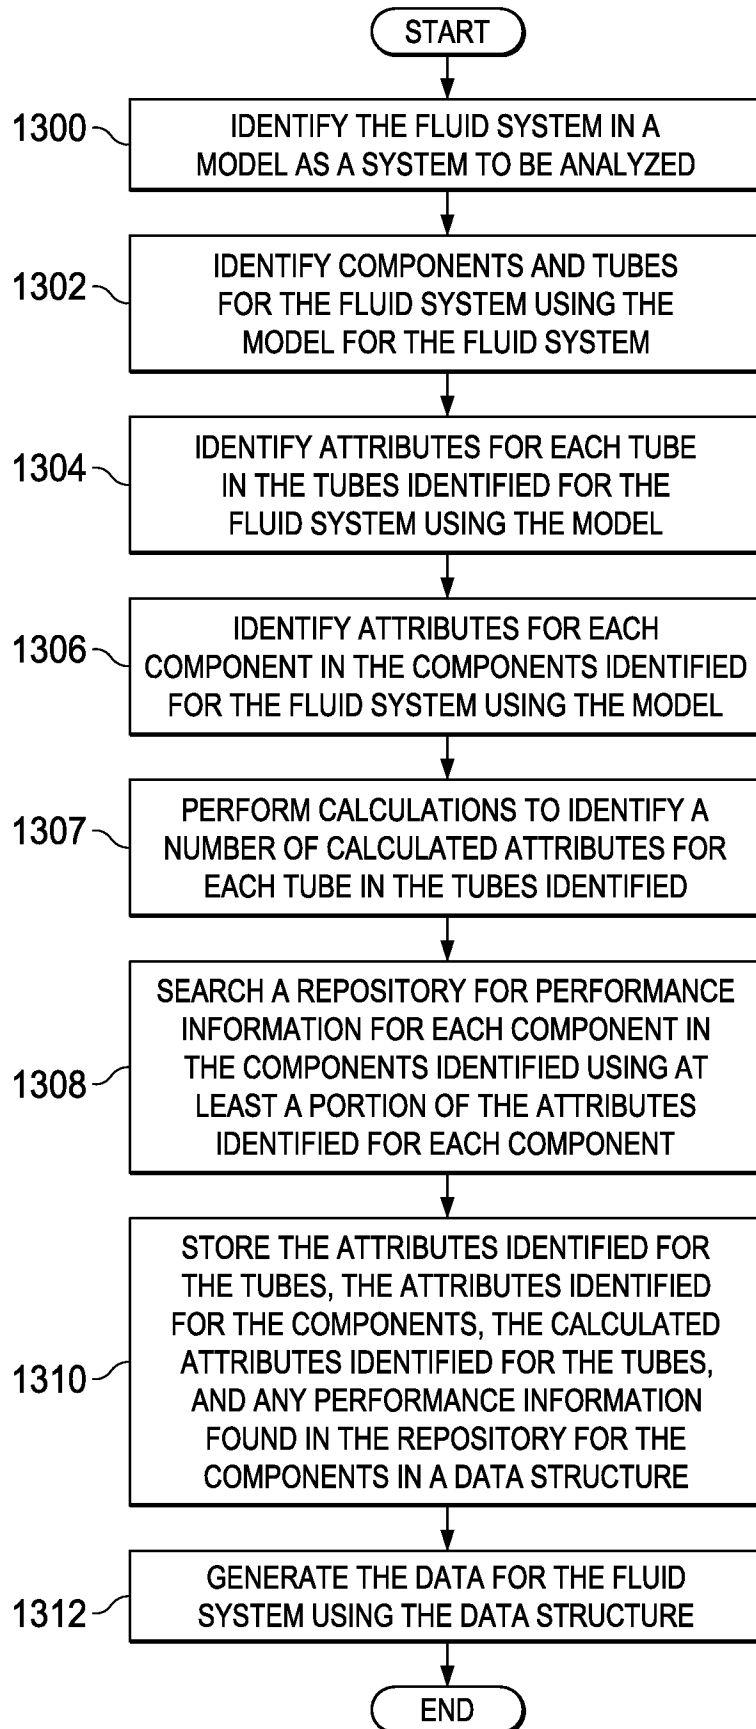 START
1300
IDENTIFY THE FLUID SYSTEM IN A
MODEL AS A SYSTEM TO BE ANALYZED
1302
IDENTIFY COMPONENTS AND TUBES
FOR THE FLUID SYSTEM USING THE
MODEL FOR THE FLUID SYSTEM
1304
IDENTIFY ATTRIBUTES FOR EACH TUBE
IN THE TUBES IDENTIFIED FOR THE
FLUID SYSTEM USING THE MODEL
1306
IDENTIFY ATTRIBUTES FOR EACH
COMPONENT IN THE COMPONENTS IDENTIFIED
FOR THE FLUID SYSTEM USING THE MODEL
1307
PERFORM CALCULATIONS TO IDENTIFY A
NUMBER OF CALCULATED ATTRIBUTES FOR
EACH TUBE IN THE TUBES IDENTIFIED
1308
SEARCH A REPOSITORY FOR PERFORMANCE
INFORMATION FOR EACH COMPONENT IN
THE COMPONENTS IDENTIFIED USING AT
LEAST A PORTION OF THE ATTRIBUTES
IDENTIFIED FOR EACH COMPONENT
1310
STORE THE ATTRIBUTES IDENTIFIED FOR
THE TUBES, THE ATTRIBUTES IDENTIFIED
FOR THE COMPONENTS, THE CALCULATED
ATTRIBUTES IDENTIFIED FOR THE TUBES,
AND ANY PERFORMANCE INFORMATION
FOUND IN THE REPOSITORY FOR THE
COMPONENTS IN A DATA STRUCTURE
1312
GENERATE THE DATA FOR THE FLUID
SYSTEM USING THE DATA STRUCTURE
END